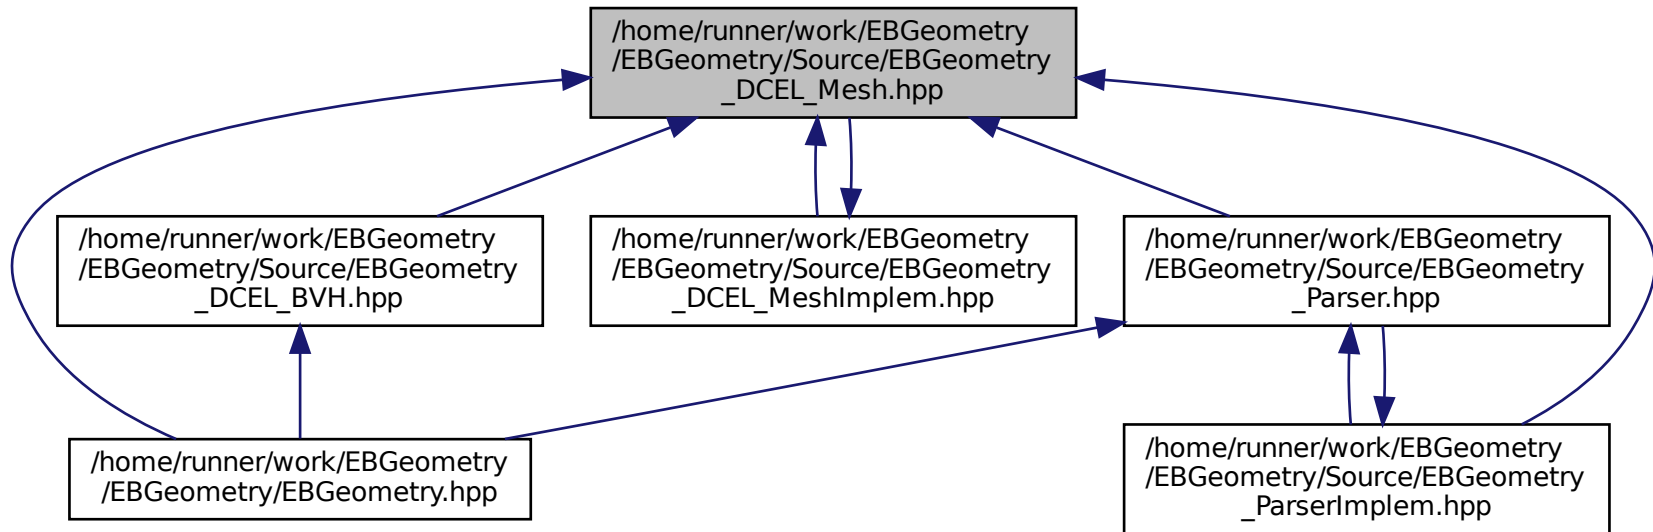 /home/runner/work/EBGeometry
/EBGeometry/Source/EBGeometry
_DCEL_Mesh.hpp
/home/runner/work/EBGeometry
/EBGeometry/Source/EBGeometry
_DCEL_BVH.hpp
/home/runner/work/EBGeometry
/EBGeometry/Source/EBGeometry
_DCEL_MeshImplem.hpp
/home/runner/work/EBGeometry
/EBGeometry/Source/EBGeometry
_Parser.hpp
/home/runner/work/EBGeometry
/EBGeometry/EBGeometry.hpp
/home/runner/work/EBGeometry
/EBGeometry/Source/EBGeometry
_ParserImplem.hpp